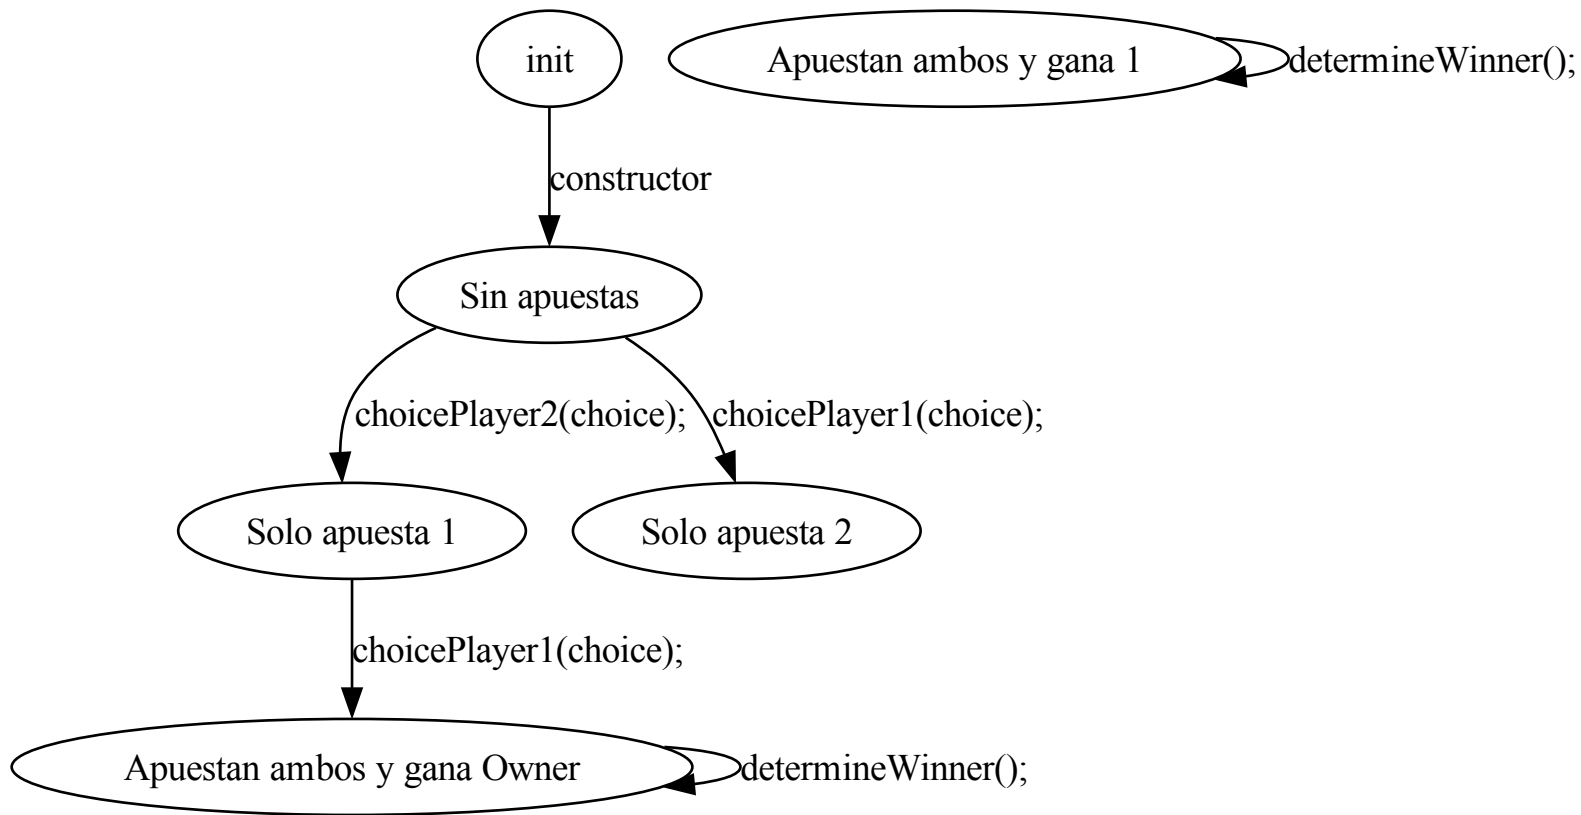 init
Apuestan ambos y gana 1
determineWinner();
constructor
Sin apuestas
choicePlayer2(choice);
choicePlayer1(choice);
Solo apuesta 1
Solo apuesta 2
choicePlayer1(choice);
Apuestan ambos y gana Owner
determineWinner();